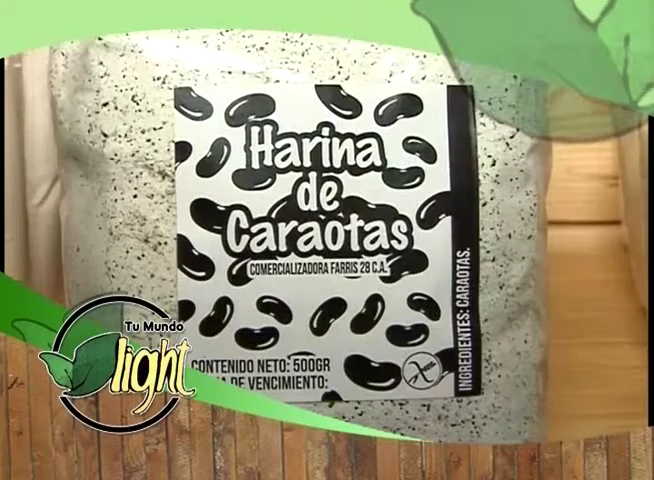 Harina
de
Caraotas
COMERCIALIZADORA FARRIS 28 C.A.
INGREDIENTES: CARAOTAS.
CONTENIDO NETO: 500GR
DE VENCIMIENTO:
Tu Mundo
light